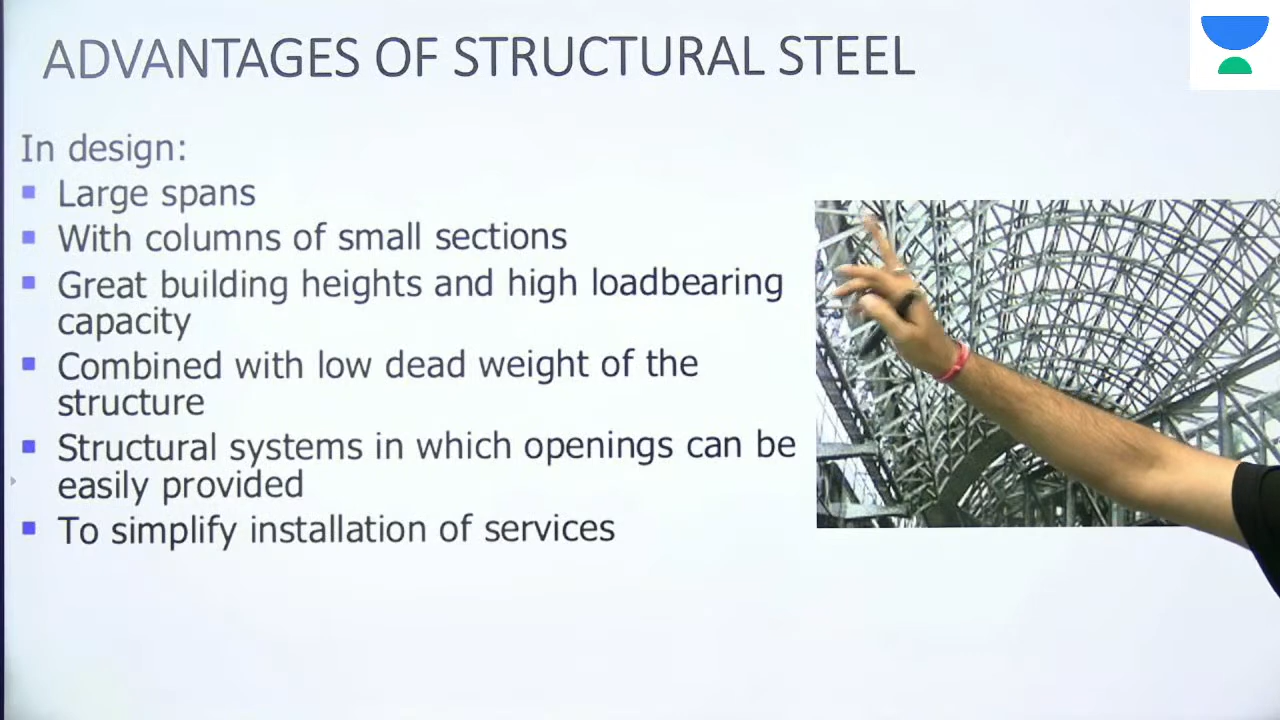 ADVANTAGES OF STRUCTURAL STEEL
In design:
Large spans
With columns of small sections
Great building heights and high loadbearing
capacity
Combined with low dead weight of the
structure
Structural systems in which openings can be
easily provided
To simplify installation of services